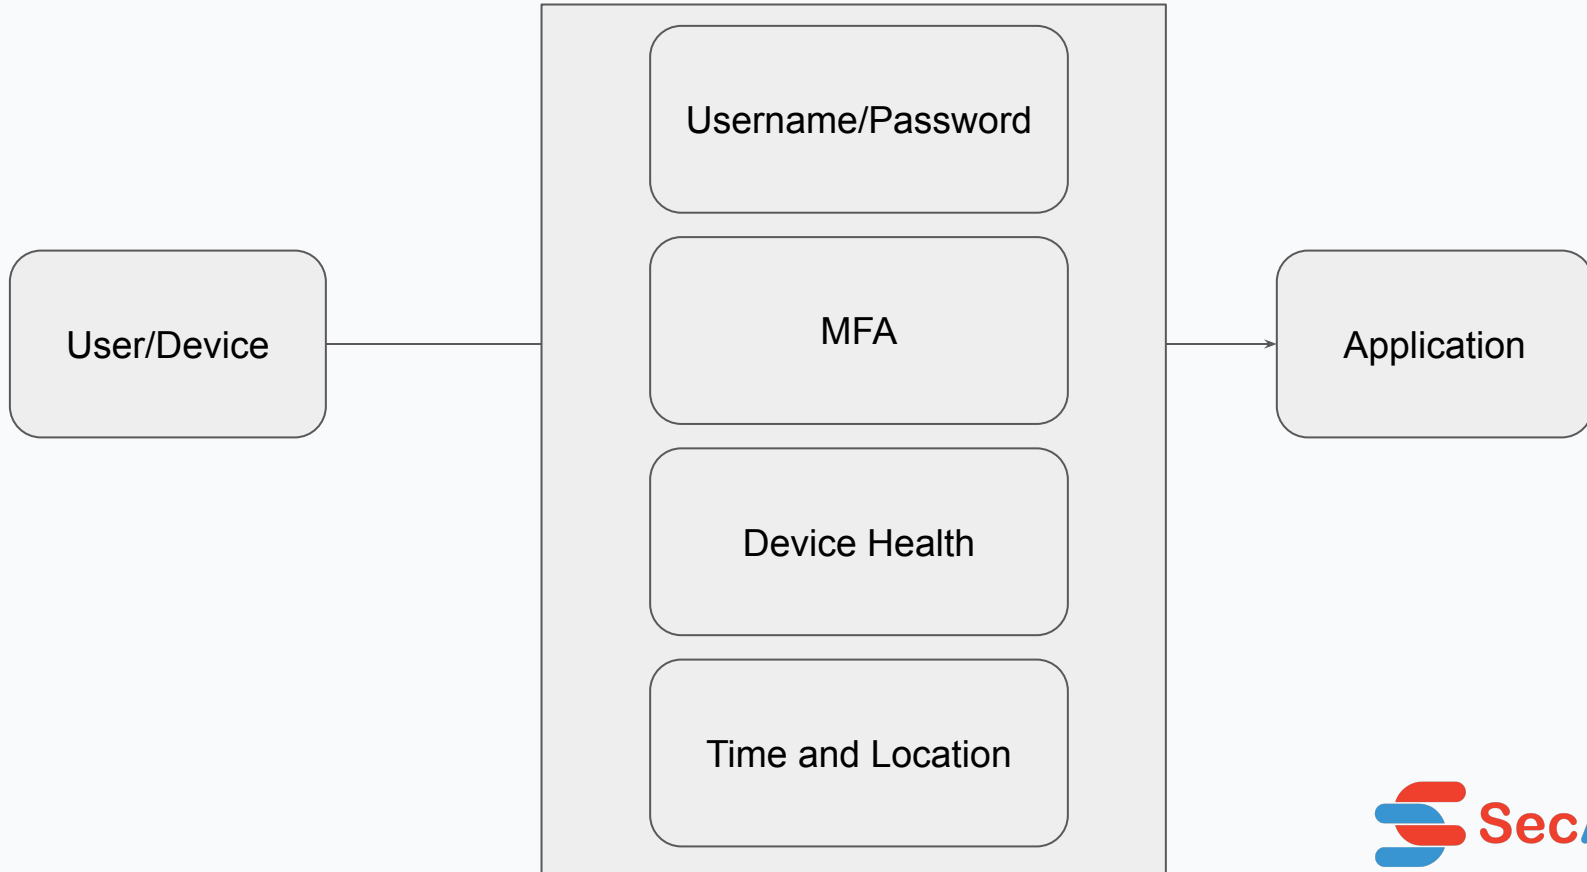 Username/Password
User/Device
MFA
Application
Device Health
Time and Location
Sec